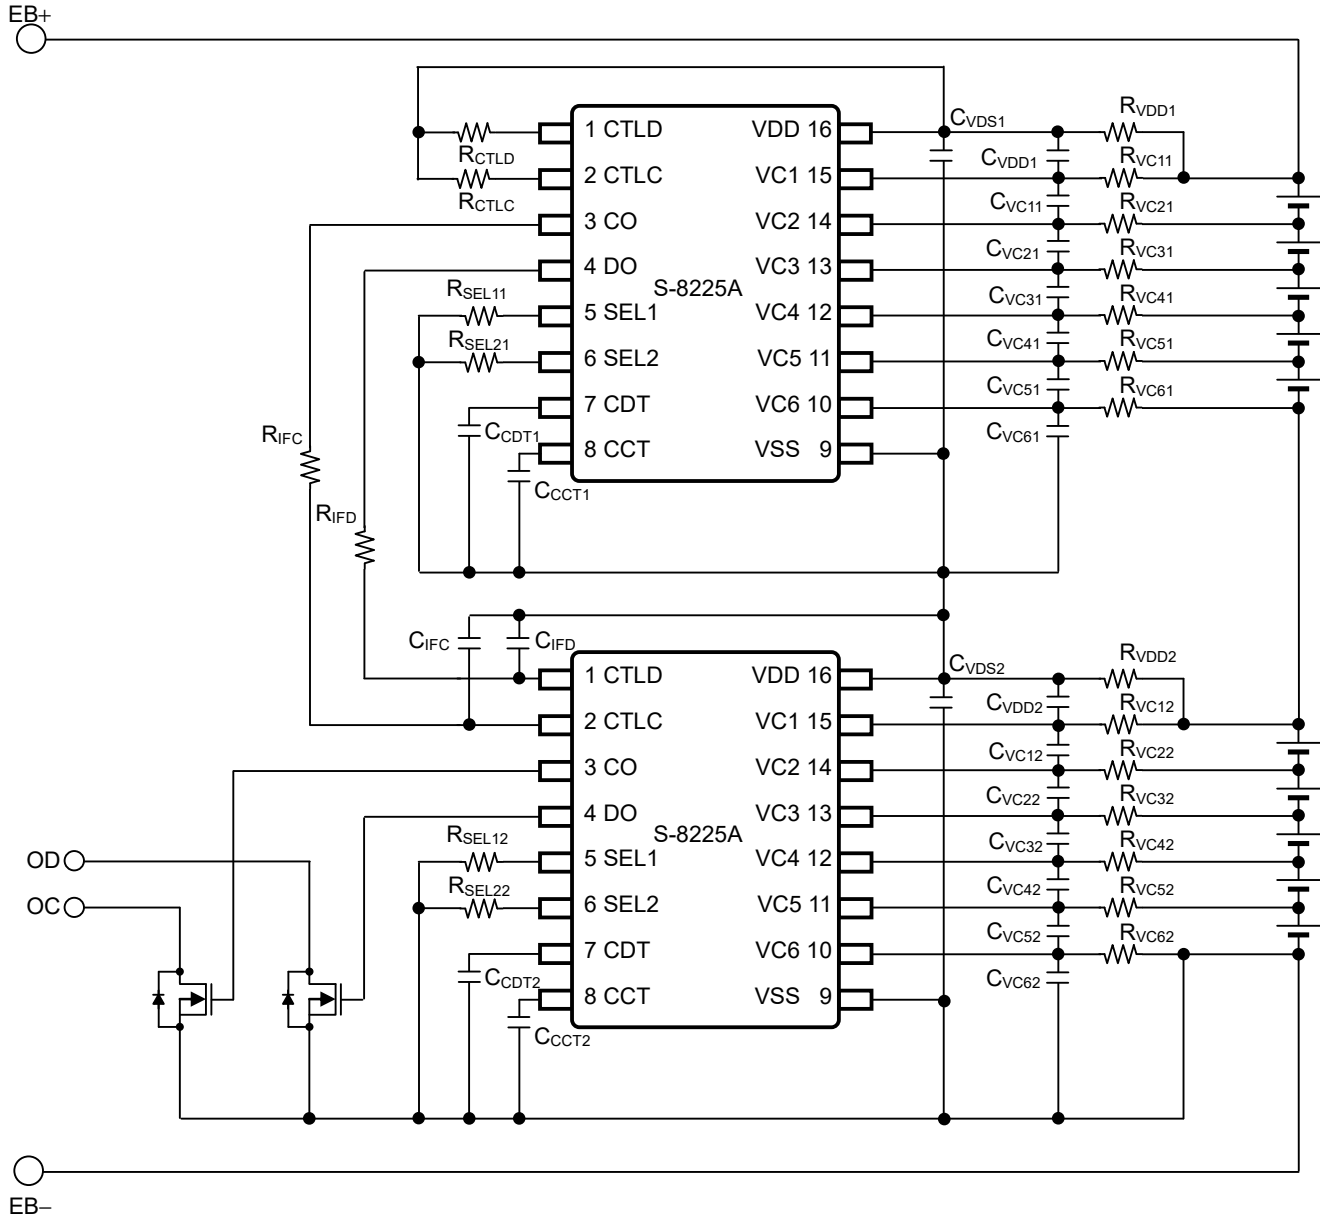 EB+
1 CTLD
2 CTLC
3 CO
4 DO
5 SEL1
6 SEL2
7 CDT
8 CCT
VDD 16
VC1 15
VC2 14
VC3 13
VC4 12
VC5 11
VC6 10
VSS 9
S-8225A
RCTLD
RCTLC
RSEL11
RSEL21
CCDT1
CCCT1
RIFC
RIFD
CVDS1
CVDD1
CVC11
CVC21
CVC31
CVC41
CVC51
CVC61
RVDD1
RVC11
RVC21
RVC31
RVC41
RVC51
RVC61
CIFC
CIFD
1 CTLD
2 CTLC
3 CO
4 DO
5 SEL1
6 SEL2
7 CDT
8 CCT
VDD 16
VC1 15
VC2 14
VC3 13
VC4 12
VC5 11
VC6 10
VSS 9
S-8225A
RSEL12
RSEL22
CCDT2
CCCT2
CVDS2
CVDD2
CVC12
CVC22
CVC32
CVC42
CVC52
CVC62
RVDD2
RVC12
RVC22
RVC32
RVC42
RVC52
RVC62
OD
OC
EB−